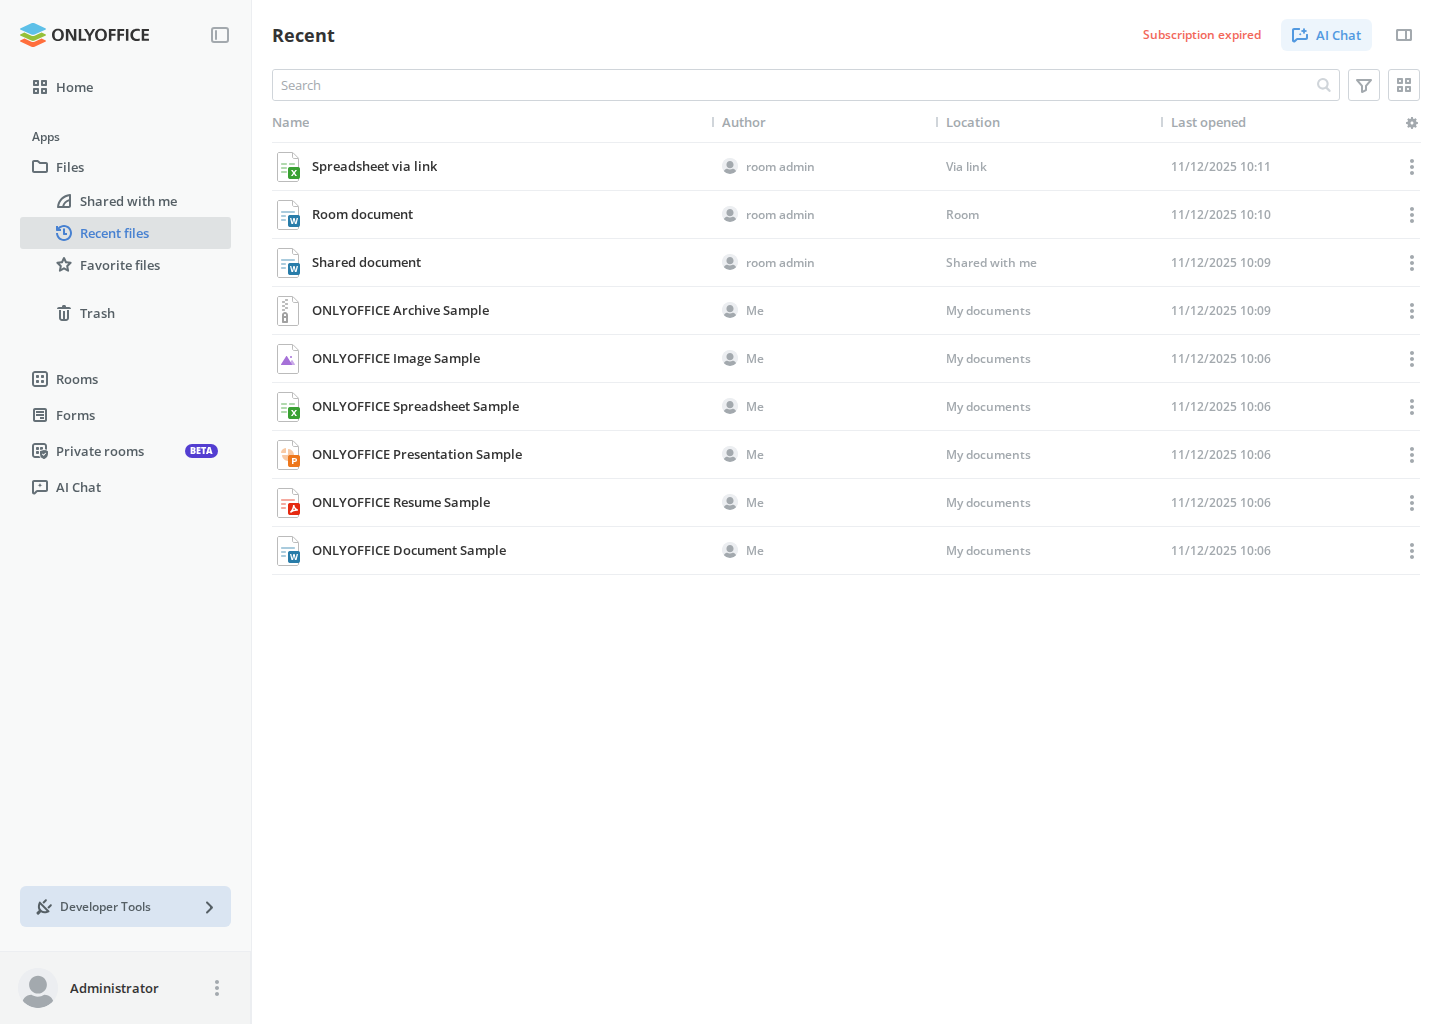 ONLYOFFICE
Home
Apps
Files
Shared with me
Recent files
Favorite files
Trash
Rooms
Forms
Private rooms BETA
AI Chat
Developer Tools
Administrator
Recent
Subscription expired
AI Chat
Search
Name Author Location Last opened
X Spreadsheet via link room admin Via link 11/12/2025 10:11
W Room document room admin Room 11/12/2025 10:10
W Shared document room admin Shared with me 11/12/2025 10:09
ONLYOFFICE Archive Sample Me My documents 11/12/2025 10:09
ONLYOFFICE Image Sample Me My documents 11/12/2025 10:06
X ONLYOFFICE Spreadsheet Sample Me My documents 11/12/2025 10:06
P ONLYOFFICE Presentation Sample Me My documents 11/12/2025 10:06
ONLYOFFICE Resume Sample Me My documents 11/12/2025 10:06
W ONLYOFFICE Document Sample Me My documents 11/12/2025 10:06